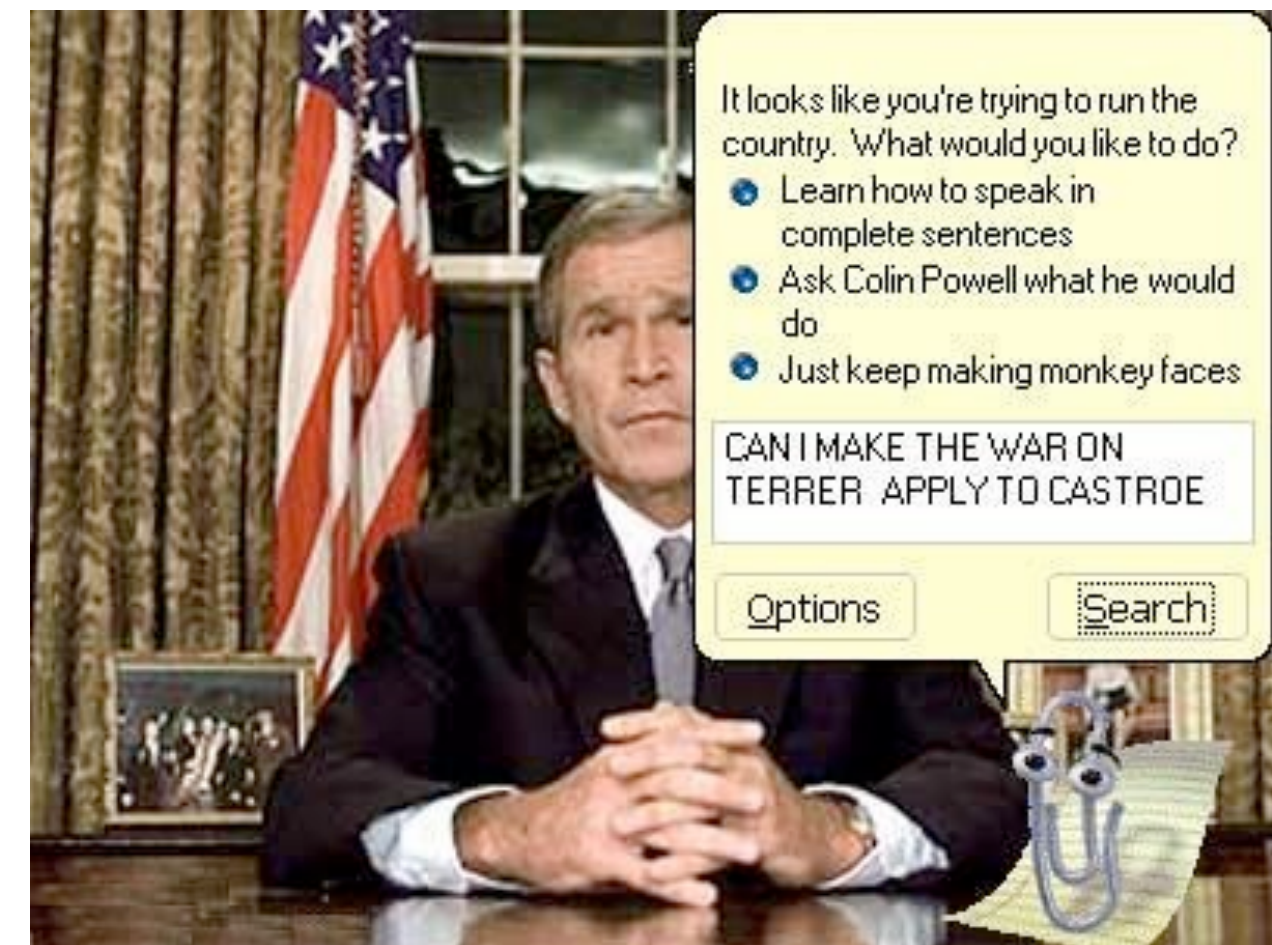 It looks like you're trying to run the
country. What would you like to do?
Learn how to speak in
complete sentences
Ask Colin Powell what he would
do
Just keep making monkey faces
CAN I MAKE THE WAR ON
TERRER APPLY TO CASTROE
Options
Search